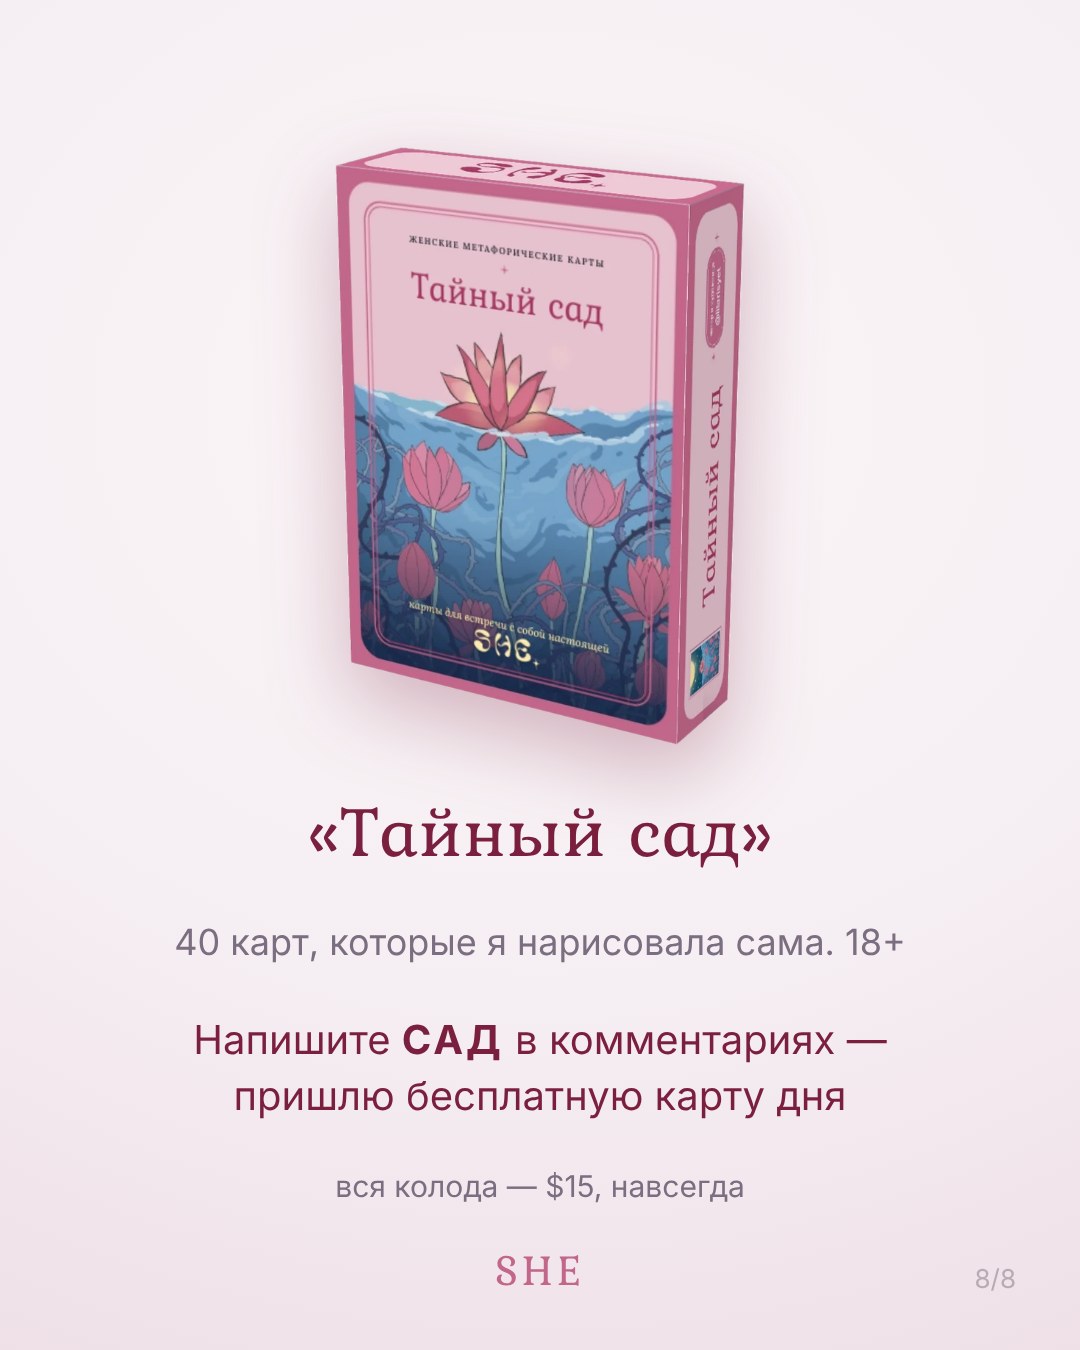 SHE
ЖЕНСКИЕ МЕТАФОРИЧЕСКИЕ КАРТЫ
Тайный сад
карты для встречи с собой настоящей
SHE
Тайный сад
«Тайный сад»
40 карт, которые я нарисовала сама. 18+
Напишите САД в комментариях —
пришлю бесплатную карту дня
вся колода — $15, навсегда
SHE
8/8